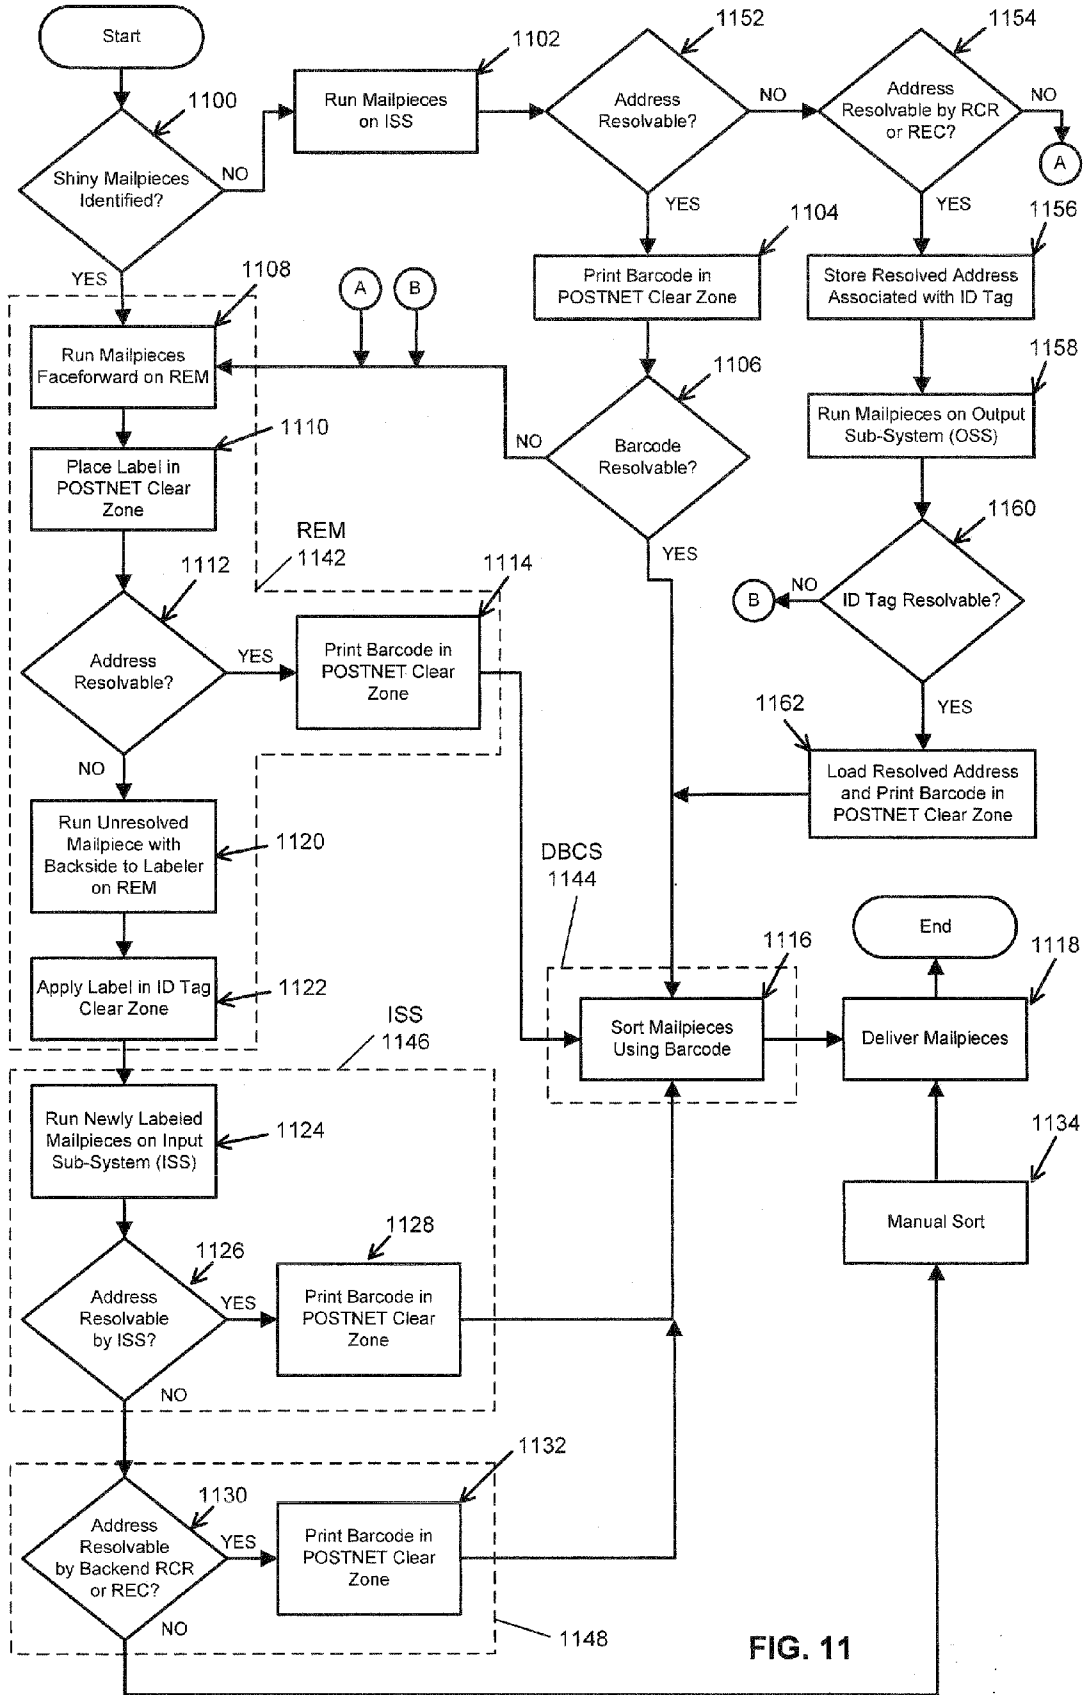 Start
1100
Shiny Mailpieces
Identified?
NO
YES
1102
Run Mailpieces
on ISS
1152
Address
Resolvable?
NO
YES
1154
Address
Resolvable by RCR
or REC?
NO
A
YES
1104
Print Barcode in
POSTNET Clear Zone
1156
Store Resolved Address
Associated with ID Tag
1108
Run Mailpieces
Faceforward on REM
A
B
1106
Barcode
Resolvable?
NO
YES
1158
Run Mailpieces on Output
Sub-System (OSS)
1110
Place Label in
POSTNET Clear
Zone
REM
1142
1160
ID Tag Resolvable?
NO
B
YES
1112
Address
Resolvable?
YES
NO
1114
Print Barcode in
POSTNET Clear
Zone
1162
Load Resolved Address
and Print Barcode in
POSTNET Clear Zone
1120
Run Unresolved
Mailpiece with
Backside to Labeler
on REM
DBCS
1144
End
1122
Apply Label in ID Tag
Clear Zone
1116
Sort Mailpieces
Using Barcode
1118
Deliver Mailpieces
ISS
1146
1124
Run Newly Labeled
Mailpieces on Input
Sub-System (ISS)
1134
Manual Sort
1126
Address
Resolvable
by ISS?
YES
NO
1128
Print Barcode in
POSTNET Clear
Zone
1130
Address
Resolvable
by Backend RCR
or REC?
YES
NO
1132
Print Barcode in
POSTNET Clear
Zone
1148
FIG. 11